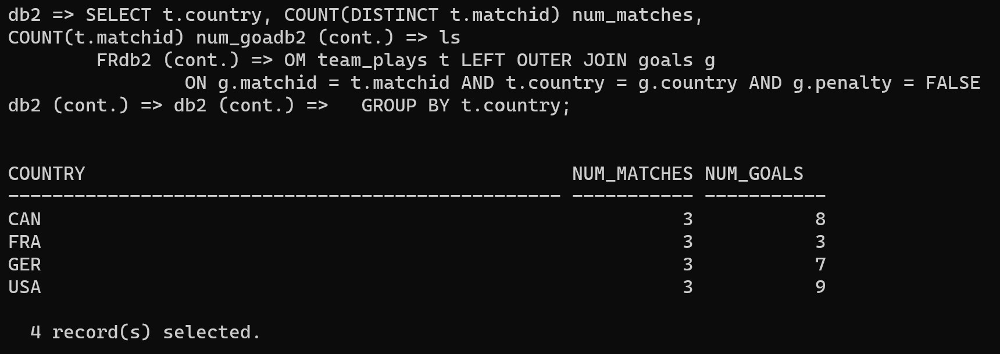 db2 => SELECT t.country, COUNT(DISTINCT t.matchid) num_matches,
COUNT(t.matchid) num_goadb2 (cont.) => ls
FRdb2 (cont.) => OM team_plays t LEFT OUTER JOIN goals g
ON g.matchid = t.matchid AND t.country = g.country AND g.penalty = FALSE
db2 (cont.) => db2 (cont.) =>   GROUP BY t.country;
COUNTRY NUM_MATCHES NUM_GOALS
-------------------------------------------------- ----------- -----------
CAN 3 8
FRA 3 3
GER 3 7
USA 3 9
4 record(s) selected.